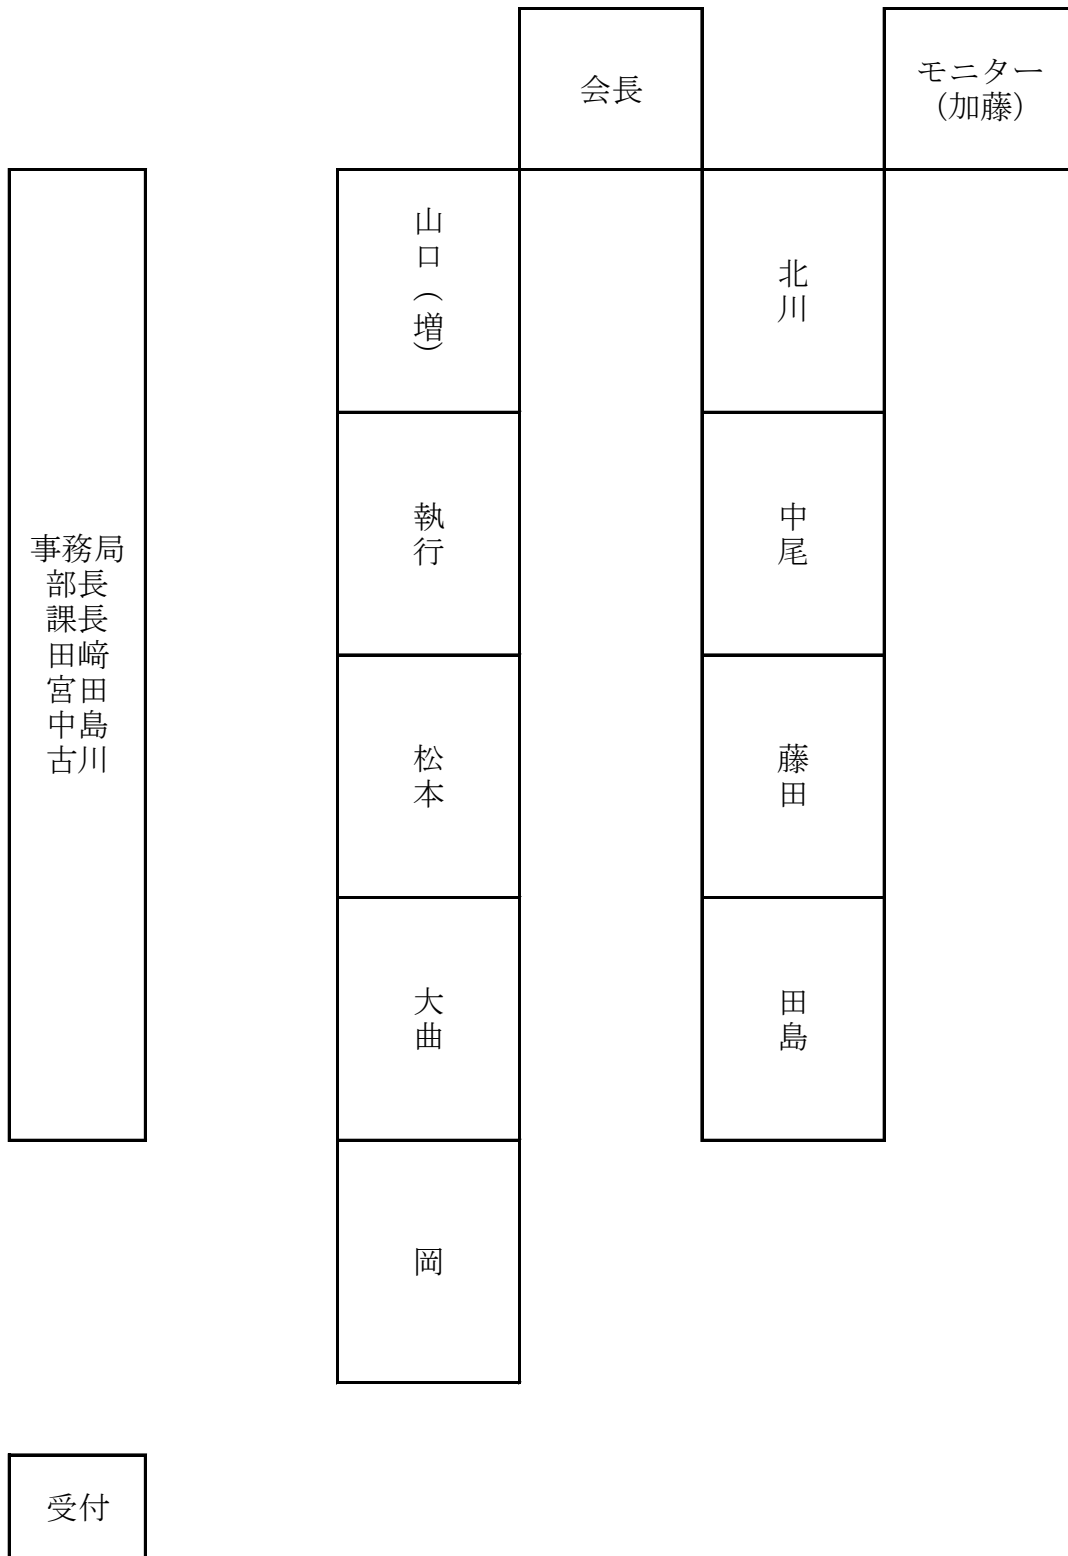 会長
モニター
（加藤）
事務局
部長
課長
田﨑
宮田
中島
古川
山口（増）
執行
松本
大曲
岡
北川
中尾
藤田
田島
受付